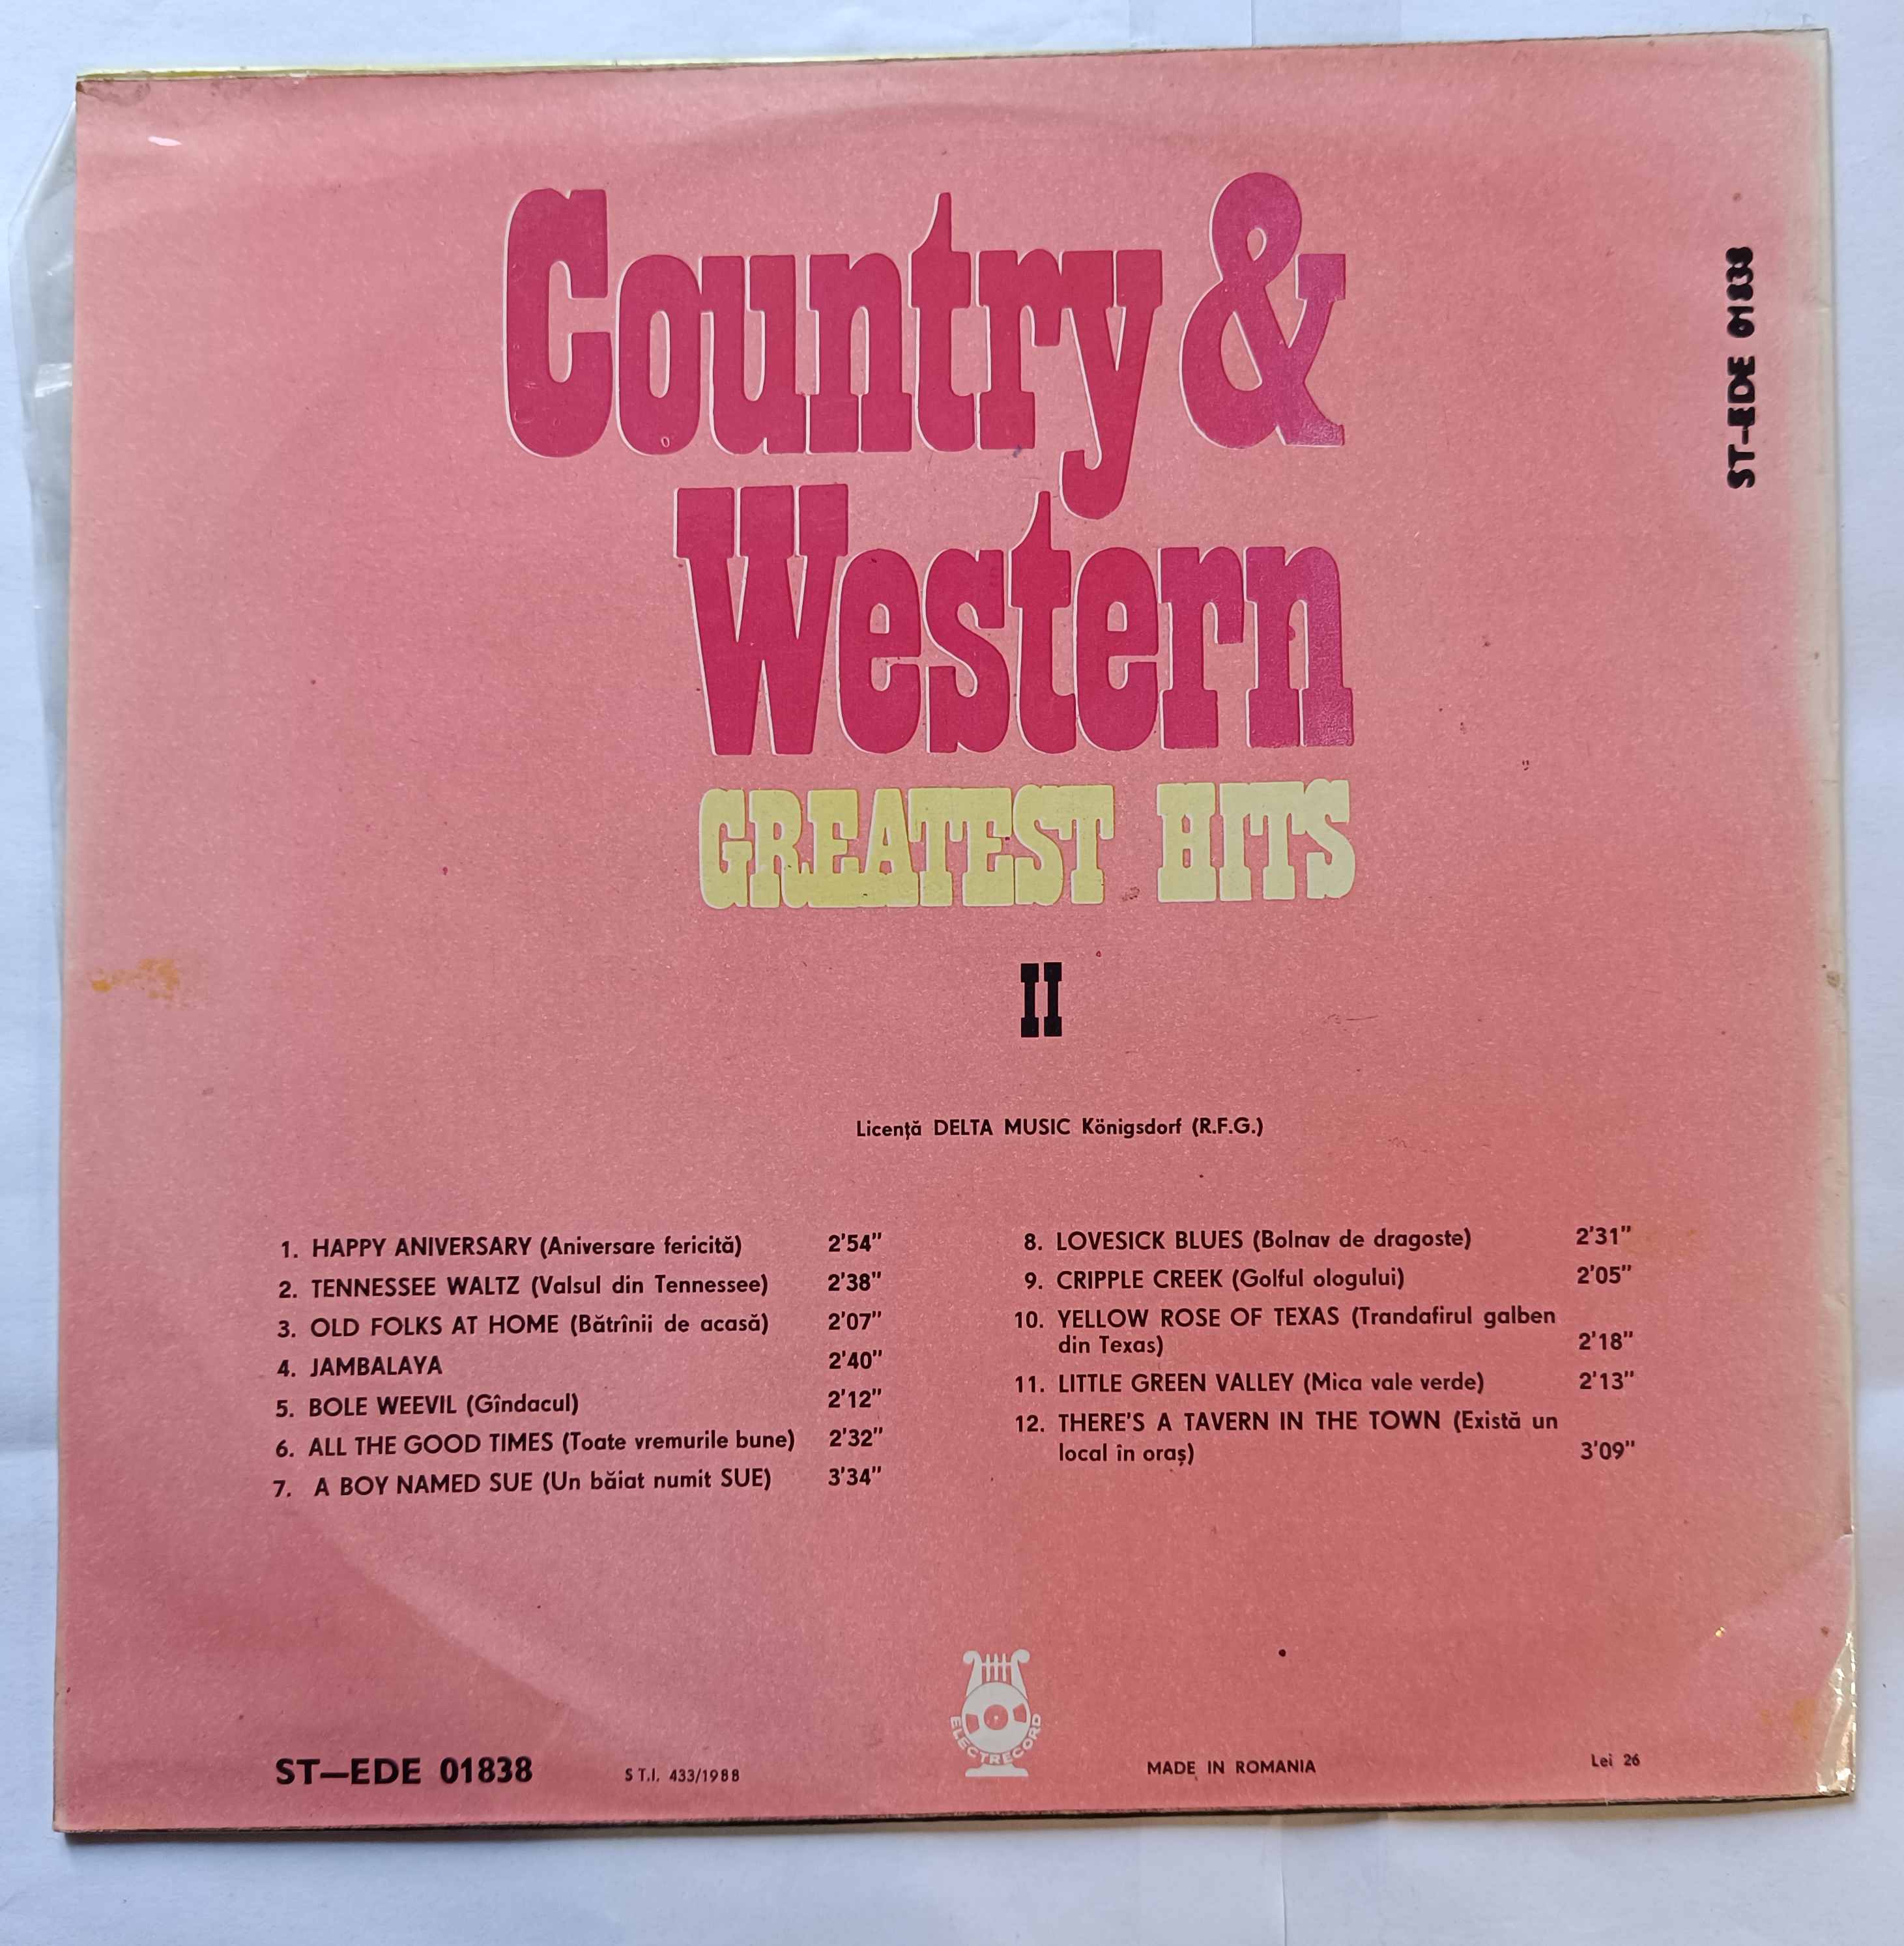 Country &
Western
GREATEST HITS
II
ST—EDE 01838
Licență DELTA MUSIC Königsdorf (R.F.G.)
1. HAPPY ANIVERSARY (Aniversare fericită) 2'54"
2. TENNESSEE WALTZ (Valsul din Tennessee) 2'38"
3. OLD FOLKS AT HOME (Bătrînii de acasă) 2'07"
4. JAMBALAYA 2'40"
5. BOLE WEEVIL (Gîndacul) 2'12"
6. ALL THE GOOD TIMES (Toate vremurile bune) 2'32"
7. A BOY NAMED SUE (Un băiat numit SUE) 3'34"
8. LOVESICK BLUES (Bolnav de dragoste) 2'31"
9. CRIPPLE CREEK (Golful ologului) 2'05"
10. YELLOW ROSE OF TEXAS (Trandafirul galben
din Texas) 2'18"
11. LITTLE GREEN VALLEY (Mica vale verde) 2'13"
12. THERE'S A TAVERN IN THE TOWN (Există un
local în oraș) 3'09"
ELECTRECORD
ST—EDE 01838 S T.I. 433/1988 MADE IN ROMANIA Lei 26